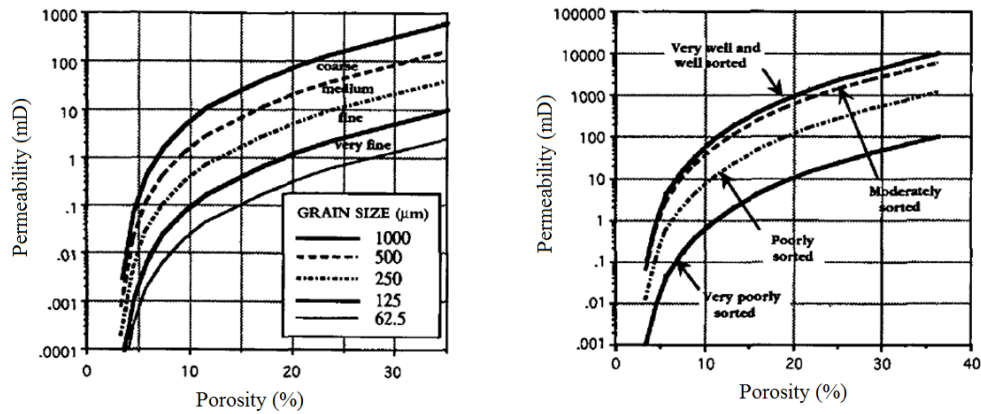 1000
100
10
1
.1
.01
.001
.0001
Permeability (mD)
coarse
medium
fine
very fine
GRAIN SIZE (µm)
1000
500
250
125
62.5
0
10
20
30
Porosity (%)
100000
10000
1000
100
10
1
.1
.01
.001
Permeability (mD)
Very well and
well sorted
Moderately
sorted
Poorly
sorted
Very poorly
sorted
0
10
20
30
40
Porosity (%)